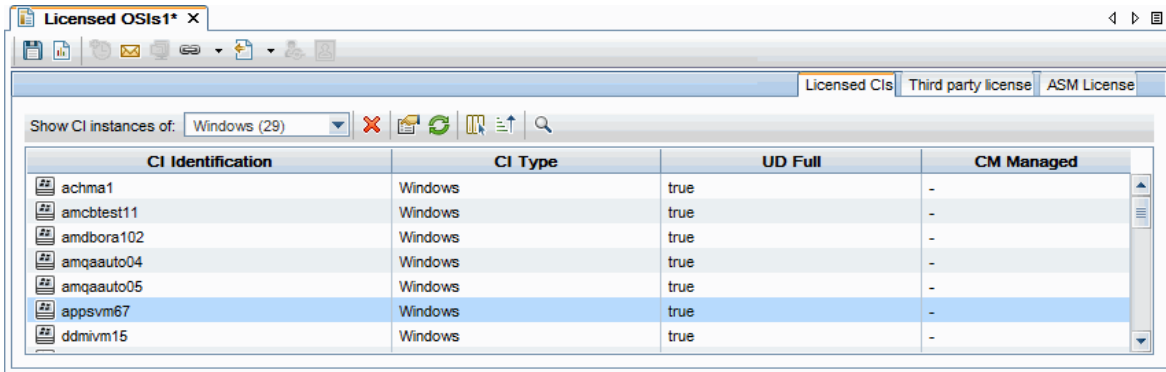 Licensed OSIs1* X
Licensed CIs Third party license ASM License
Show CI instances of: Windows (29)
CI Identification CI Type UD Full CM Managed
achma1 Windows true -
amcbtest11 Windows true -
amdbora102 Windows true -
amqaauto04 Windows true -
amqaauto05 Windows true -
appsvm67 Windows true -
ddmivm15 Windows true -